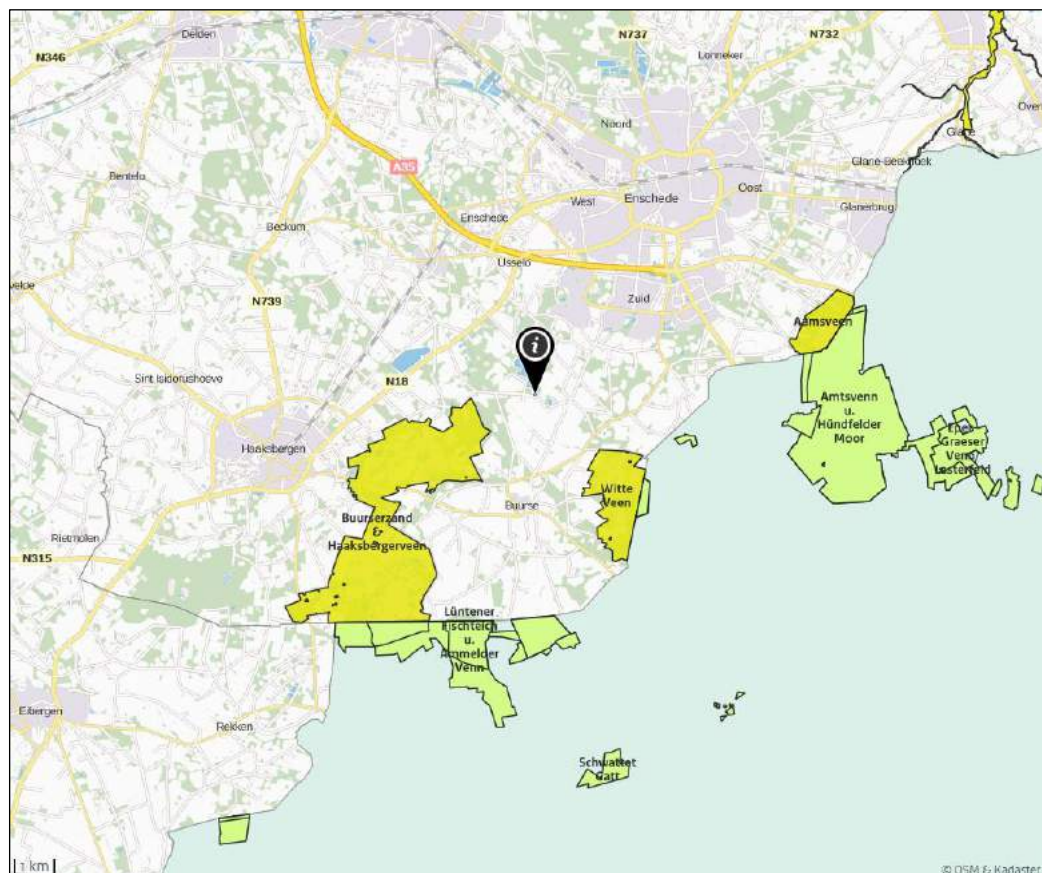 Delden
N346
N737
N732
Lonneker
Noord
A35
Glane
Bentelo
Oost
West
Enschede
Enschede
Glanerbrug
Beckum
Usselo
N739
Zuid
Aamsveen
i
Sint Isidorushoeve
N18
Amtsvenn
u.
Hündfelder
Moor
Haaksbergen
Witte
Veen
Buurse
Buurserzand
&
Haaksbergerveen
Rietmolen
N315
Lüntener
Fischteich
u.
Ammelder
Venn
Eibergen
Rekken
Schwattet
Gatt
1 km
© OSM & Kadaster